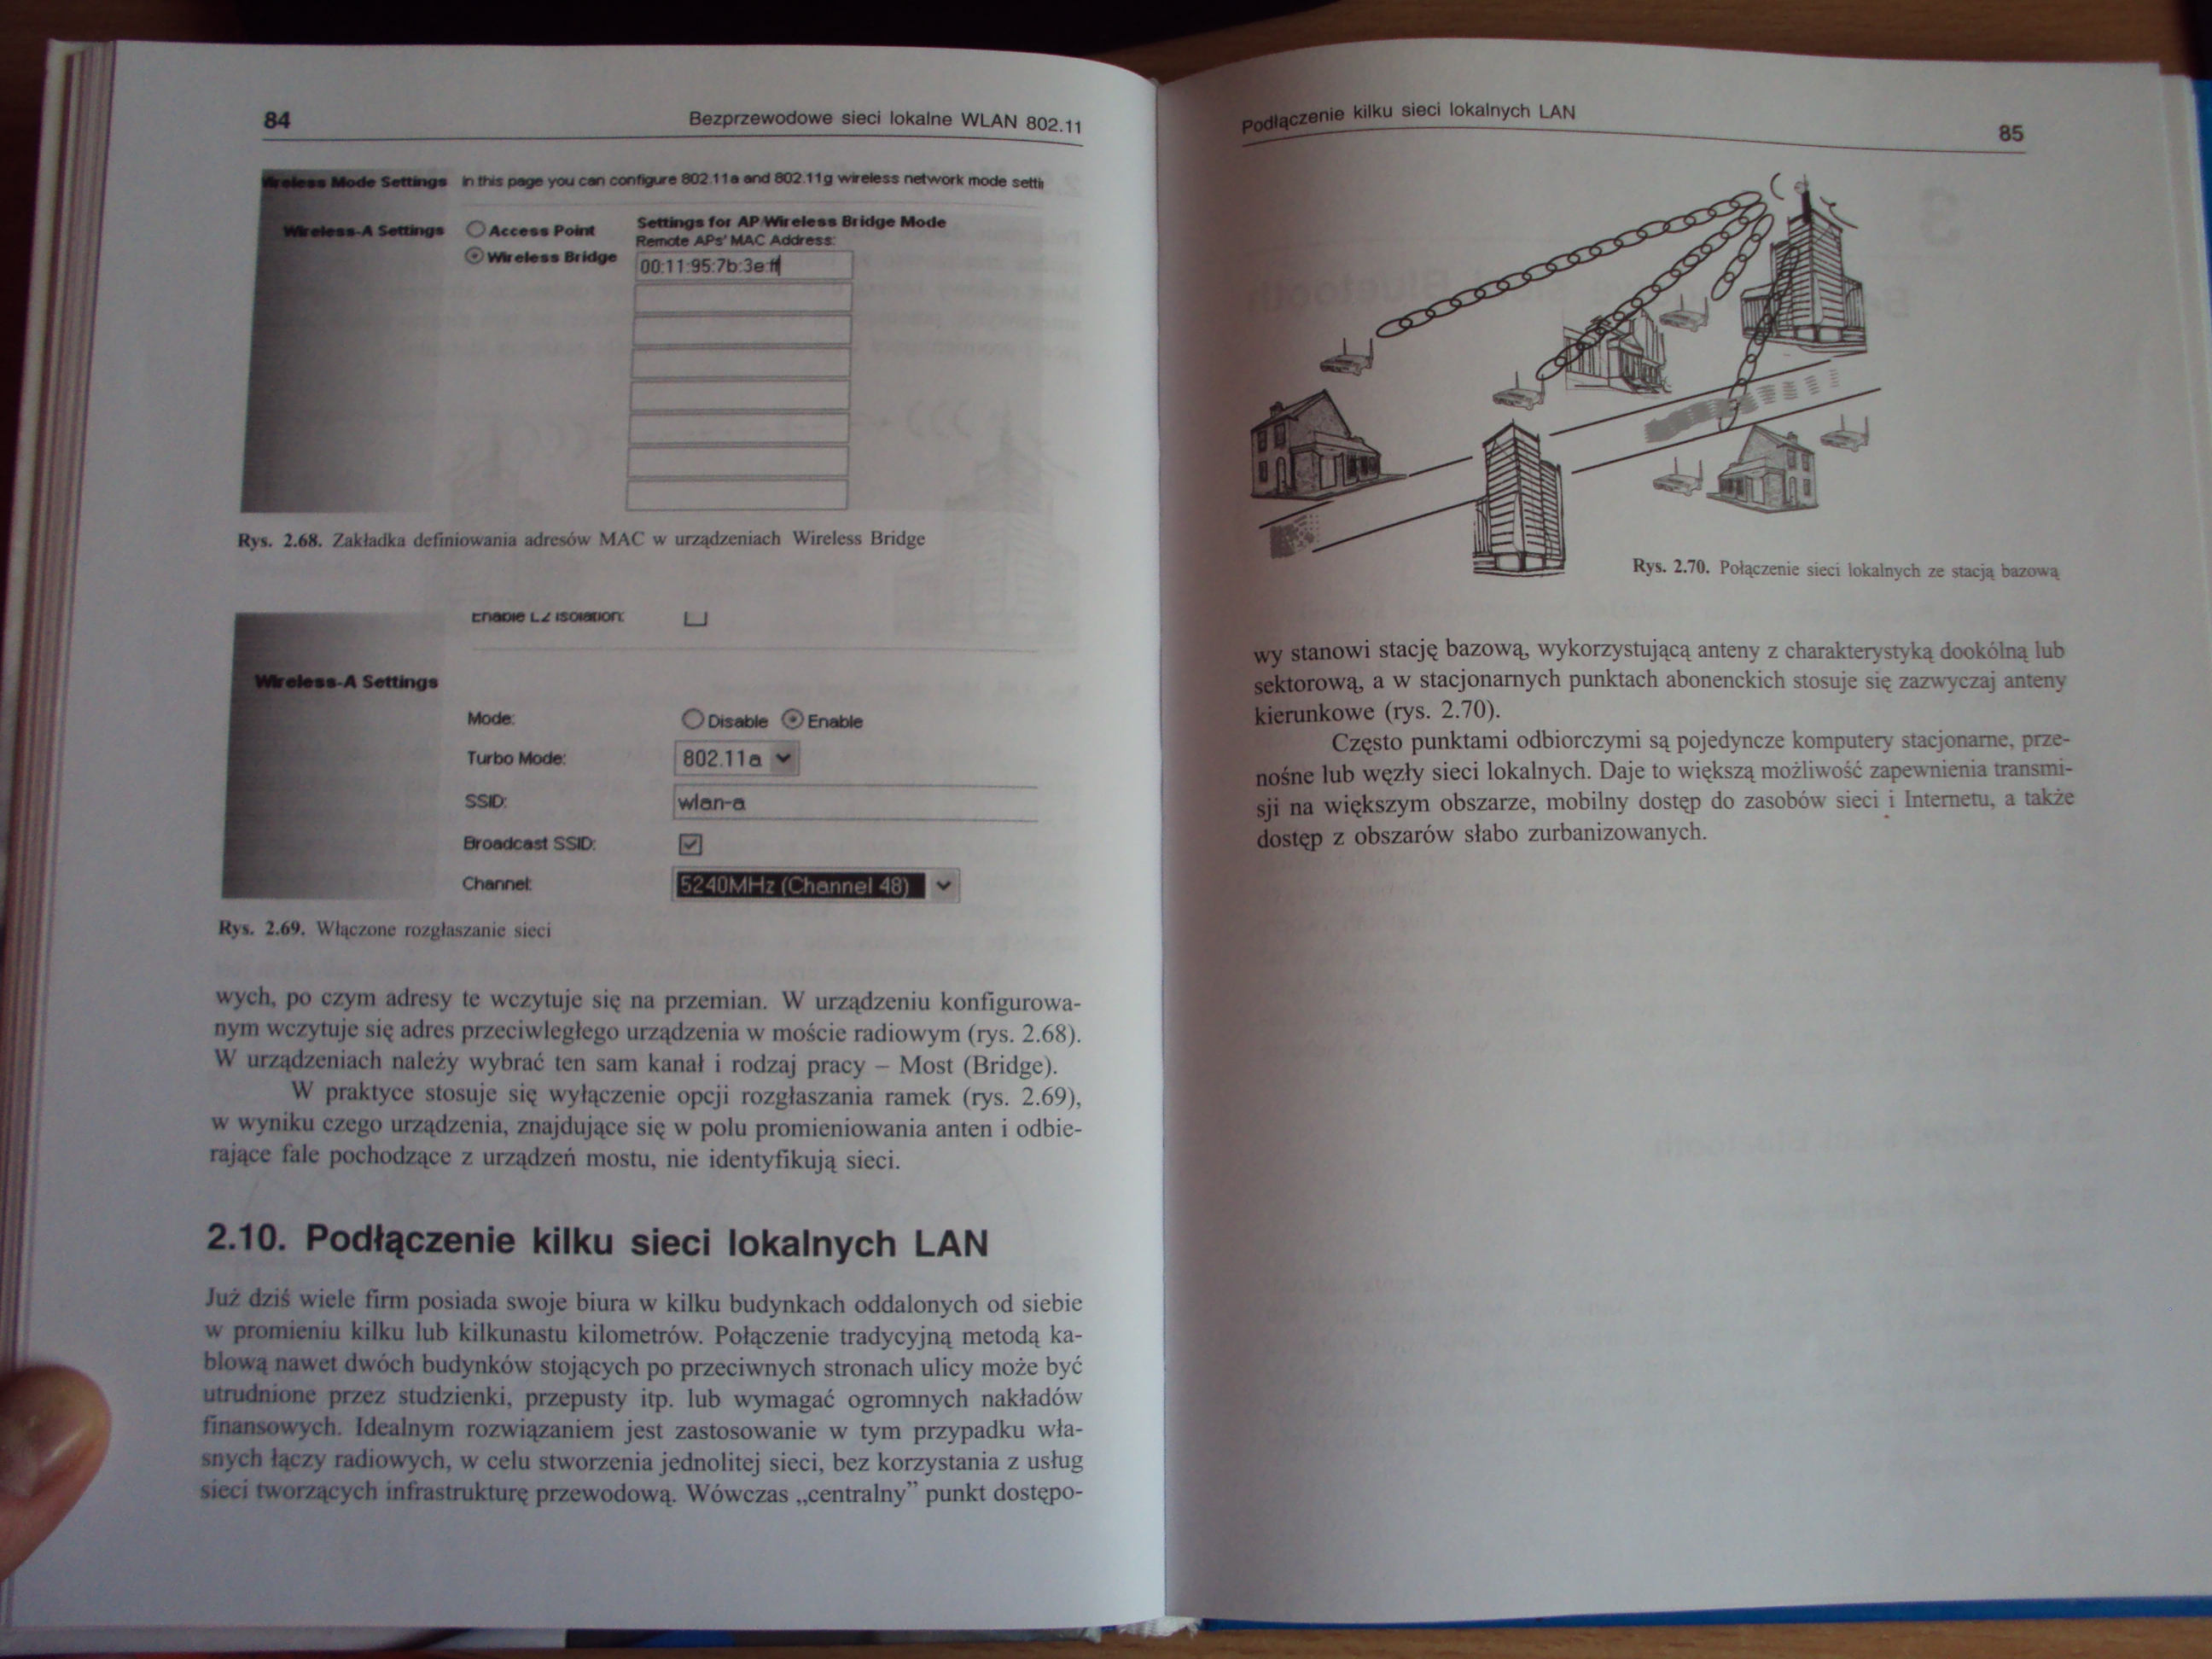 84
Bezprzewodowe sieci lokalne WLAN 802.11
Wireless Mode Settings In this page you can configure 802.11a and 802.11g wireless network mode settin
Wireless-A Settings Access Point Settings for AP Wireless Bridge Mode
Remote APs' MAC Address:
Wireless Bridge 00:11:95:7b:3e:ff
Rys. 2.68. Zakładka definiowania adresów MAC w urządzeniach Wireless Bridge
Enable L2 Isolation:
Wireless-A Settings
Mode: Disable Enable
Turbo Mode: 802.11a
SSID: wlan-a
Broadcast SSID:
Channel: 5240MHz (Channel 48)
Rys. 2.69. Włączone rozgłaszanie sieci
wych, po czym adresy te wczytuje się na przemian. W urządzeniu konfigurowa-
nym wczytuje się adres przeciwległego urządzenia w moście radiowym (rys. 2.68).
W urządzeniach należy wybrać ten sam kanał i rodzaj pracy – Most (Bridge).
W praktyce stosuje się wyłączenie opcji rozgłaszania ramek (rys. 2.69),
w wyniku czego urządzenia, znajdujące się w polu promieniowania anten i odbie-
rające fale pochodzące z urządzeń mostu, nie identyfikują sieci.
2.10. Podłączenie kilku sieci lokalnych LAN
Już dziś wiele firm posiada swoje biura w kilku budynkach oddalonych od siebie
w promieniu kilku lub kilkunastu kilometrów. Połączenie tradycyjną metodą ka-
blową nawet dwóch budynków stojących po przeciwnych stronach ulicy może być
utrudnione przez studzienki, przepusty itp. lub wymagać ogromnych nakładów
finansowych. Idealnym rozwiązaniem jest zastosowanie w tym przypadku wła-
snych łączy radiowych, w celu stworzenia jednolitej sieci, bez korzystania z usług
sieci tworzących infrastrukturę przewodową. Wówczas „centralny” punkt dostępo-
Podłączenie kilku sieci lokalnych LAN
85
Rys. 2.70. Połączenie sieci lokalnych ze stacją bazową
wy stanowi stację bazową, wykorzystującą anteny z charakterystyką dookólną lub
sektorową, a w stacjonarnych punktach abonenckich stosuje się zazwyczaj anteny
kierunkowe (rys. 2.70).
Często punktami odbiorczymi są pojedyncze komputery stacjonarne, prze-
nośne lub węzły sieci lokalnych. Daje to większą możliwość zapewnienia transmi-
sji na większym obszarze, mobilny dostęp do zasobów sieci i Internetu, a także
dostęp z obszarów słabo zurbanizowanych.